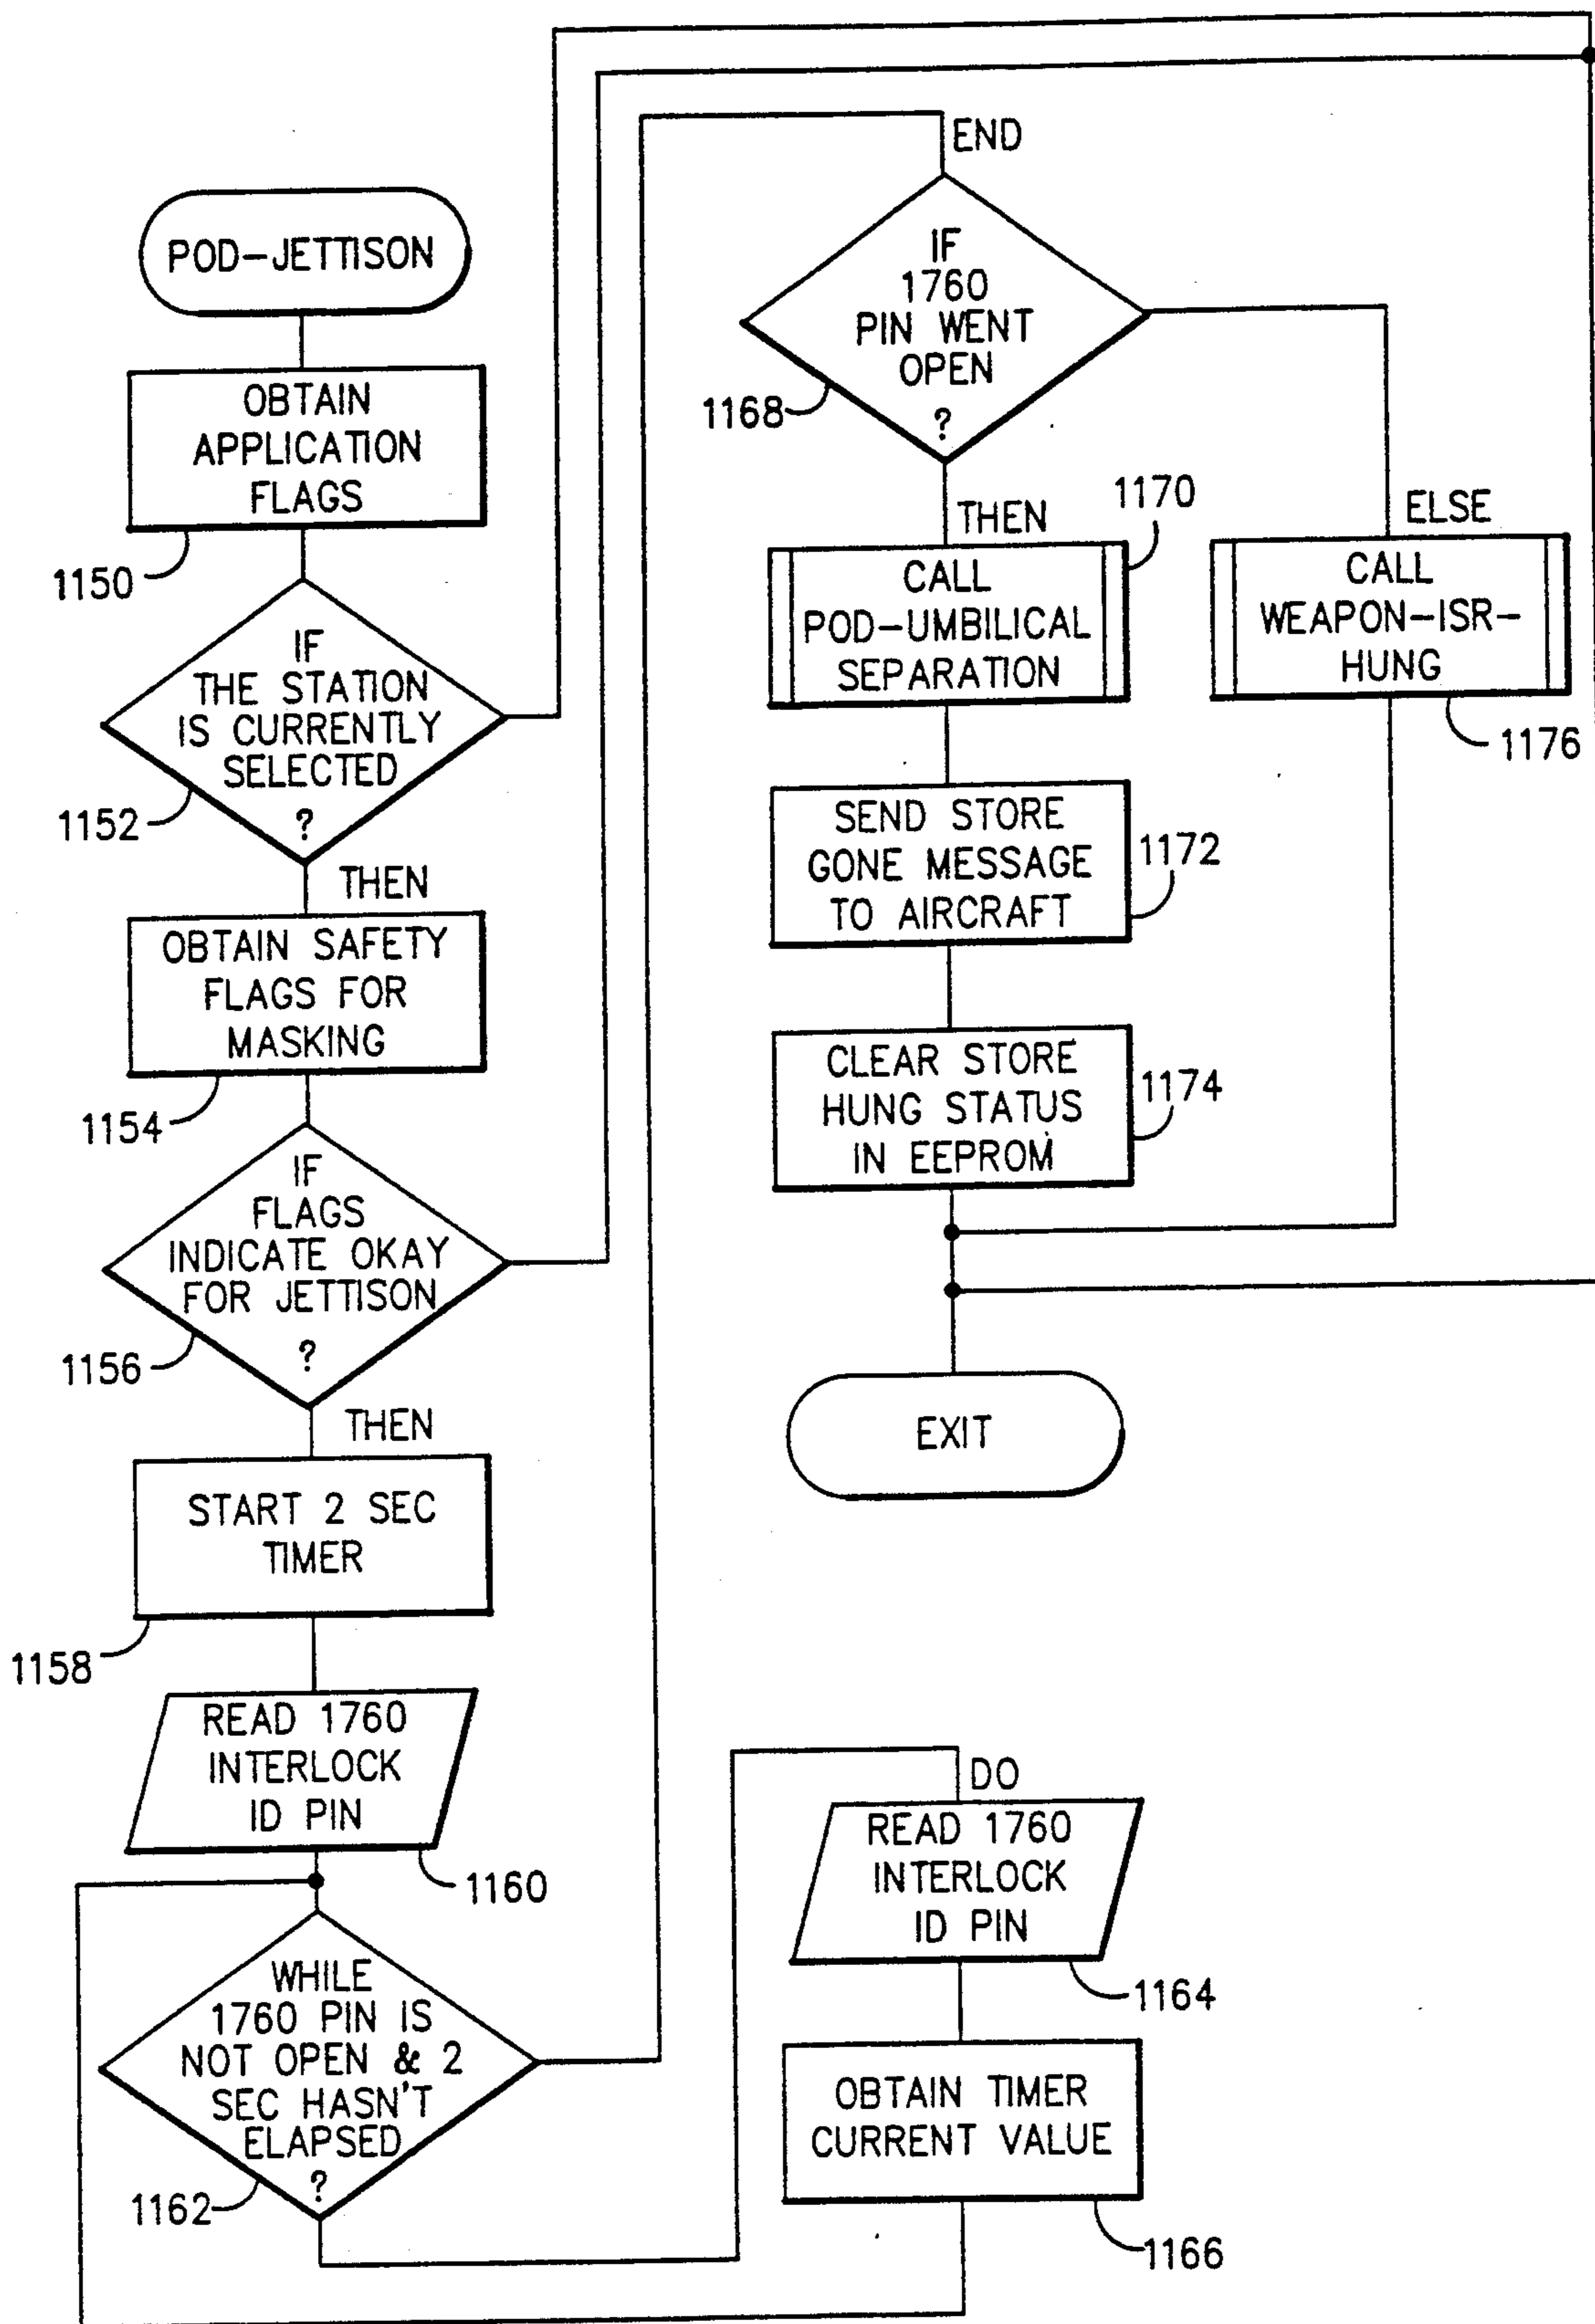 POD-JETTISON
OBTAIN
APPLICATION
FLAGS
1150
IF
THE STATION
IS CURRENTLY
SELECTED
?
1152
THEN
OBTAIN SAFETY
FLAGS FOR
MASKING
1154
IF
FLAGS
INDICATE OKAY
FOR JETTISON
?
1156
THEN
START 2 SEC
TIMER
1158
READ 1760
INTERLOCK
ID PIN
1160
WHILE
1760 PIN IS
NOT OPEN & 2
SEC HASN'T
ELAPSED
?
1162
DO
READ 1760
INTERLOCK
ID PIN
1164
OBTAIN TIMER
CURRENT VALUE
1166
END
IF
1760
PIN WENT
OPEN
?
1168
THEN
CALL
POD-UMBILICAL
SEPARATION
1170
SEND STORE
GONE MESSAGE
TO AIRCRAFT
1172
CLEAR STORE
HUNG STATUS
IN EEPROM
1174
ELSE
CALL
WEAPON-ISR-
HUNG
1176
EXIT